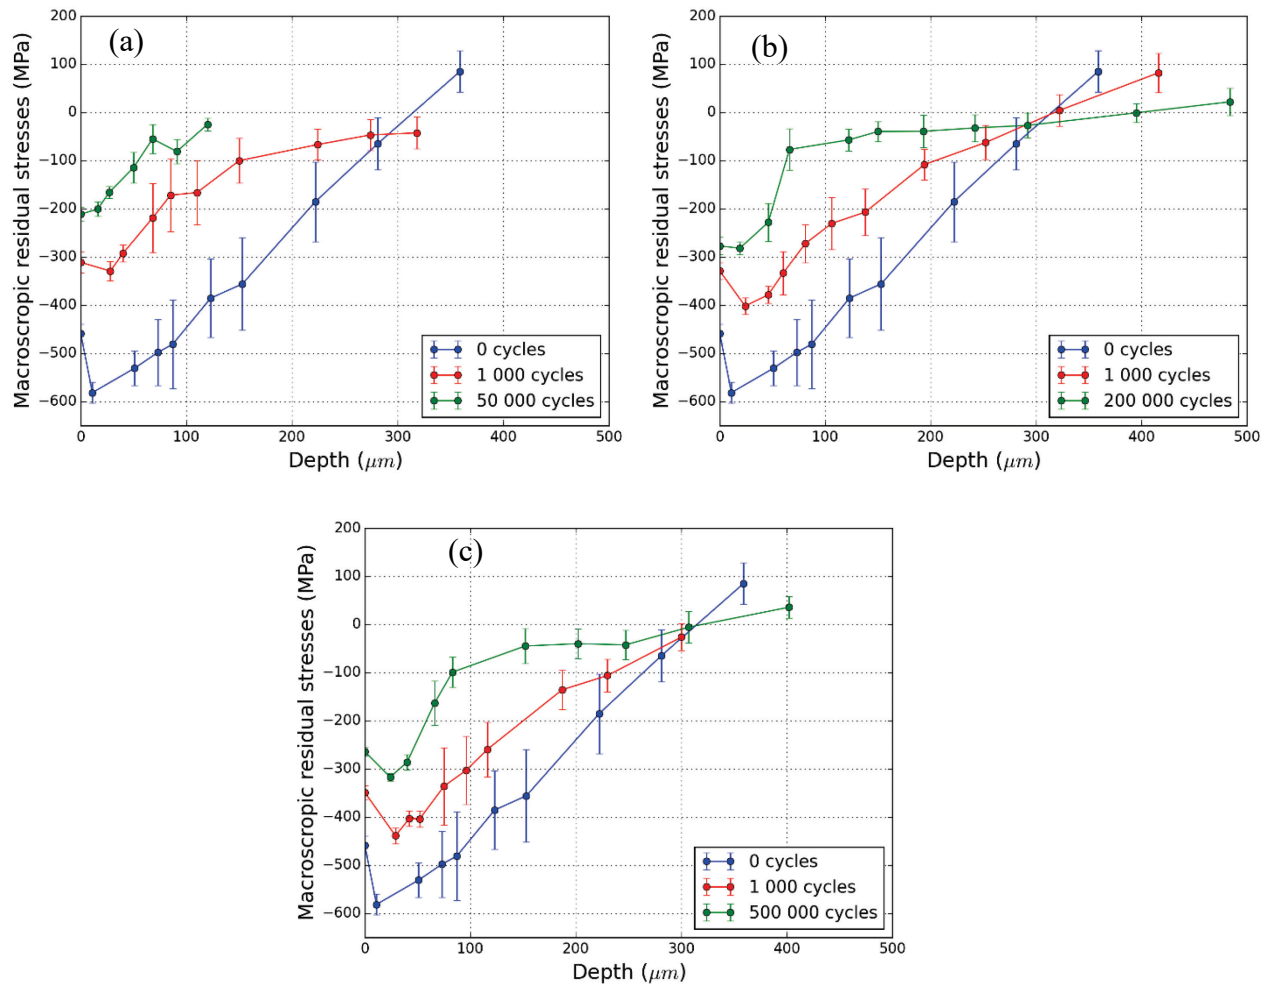 (a)
Macroscropic residual stresses (MPa)
200
100
0
−100
−200
−300
−400
−500
−600
0 100 200 300 400 500
Depth (μm)
0 cycles
1 000 cycles
50 000 cycles
(b)
Macroscropic residual stresses (MPa)
200
100
0
−100
−200
−300
−400
−500
−600
0 100 200 300 400 500
Depth (μm)
0 cycles
1 000 cycles
200 000 cycles
(c)
Macroscropic residual stresses (MPa)
200
100
0
−100
−200
−300
−400
−500
−600
0 100 200 300 400 500
Depth (μm)
0 cycles
1 000 cycles
500 000 cycles